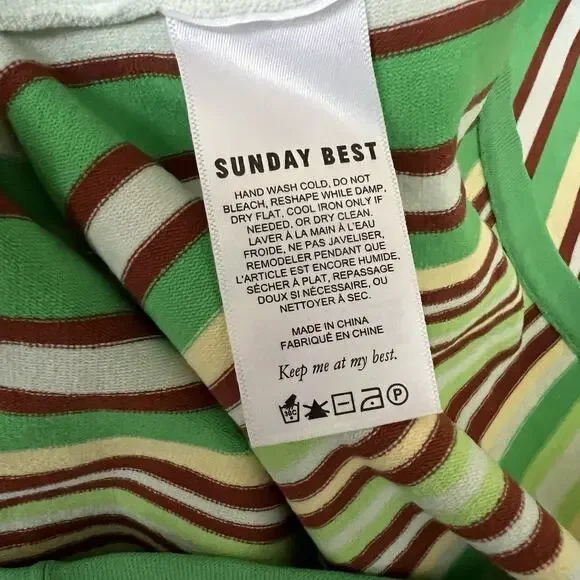 SUNDAY BEST
HAND WASH COLD, DO NOT
BLEACH, RESHAPE WHILE DAMP,
DRY FLAT, COOL IRON ONLY IF
NEEDED, OR DRY CLEAN.
LAVER À LA MAIN À L'EAU
FROIDE, NE PAS JAVELISER,
REMODELER PENDANT QUE
L'ARTICLE EST ENCORE HUMIDE,
SÉCHER À PLAT, REPASSAGE
DOUX SI NÉCESSAIRE, OU
NETTOYER À SEC.
MADE IN CHINA
FABRIQUÉ EN CHINE
Keep me at my best.
30C P